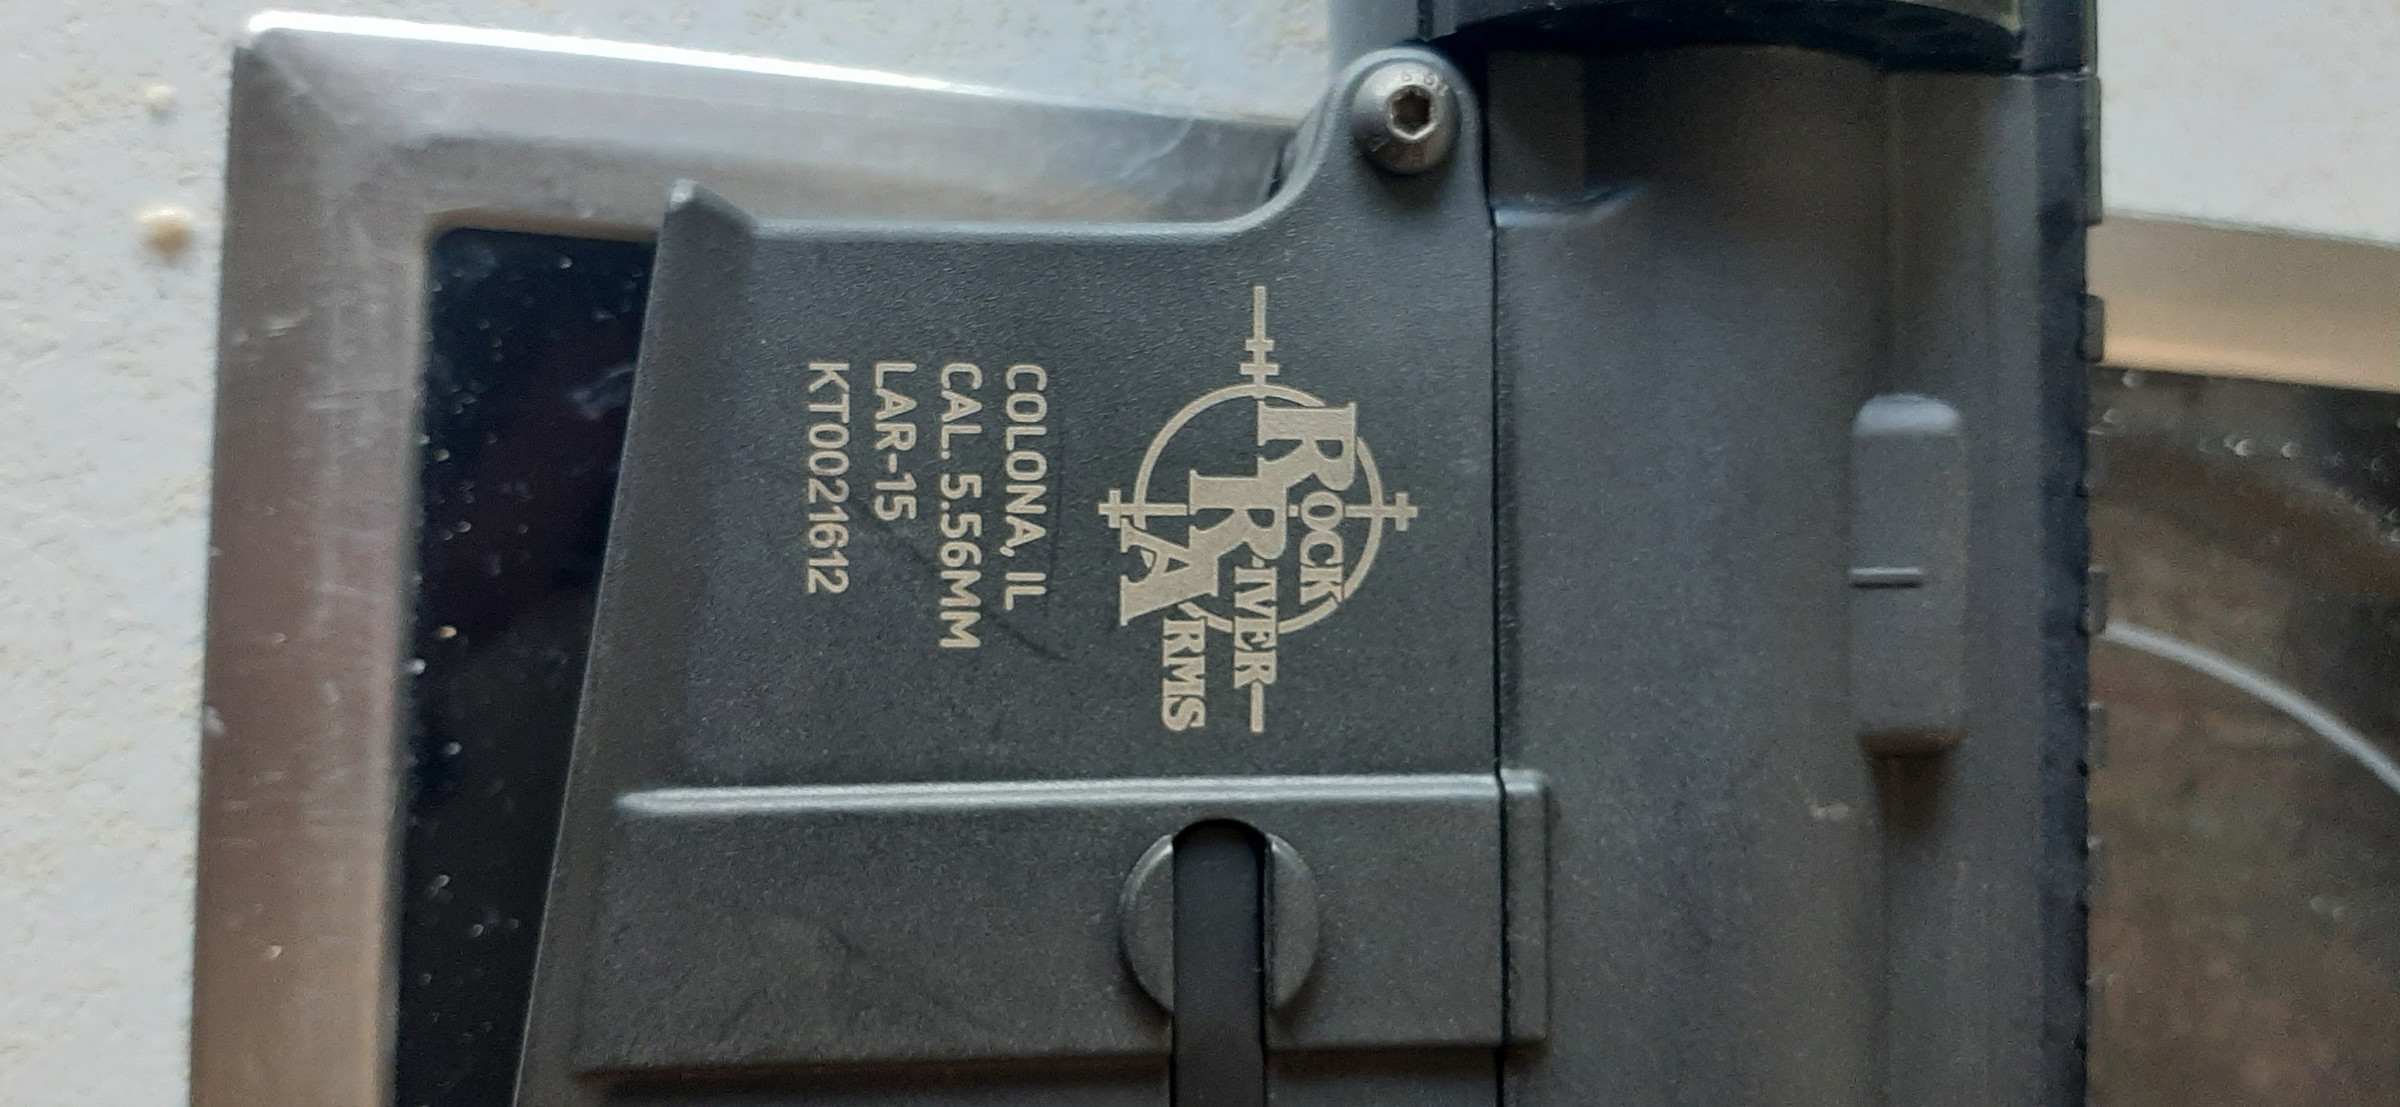 ROCK
RIVER
ARMS
COLONA, IL
CAL. 5.56MM
LAR-15
KT0021612